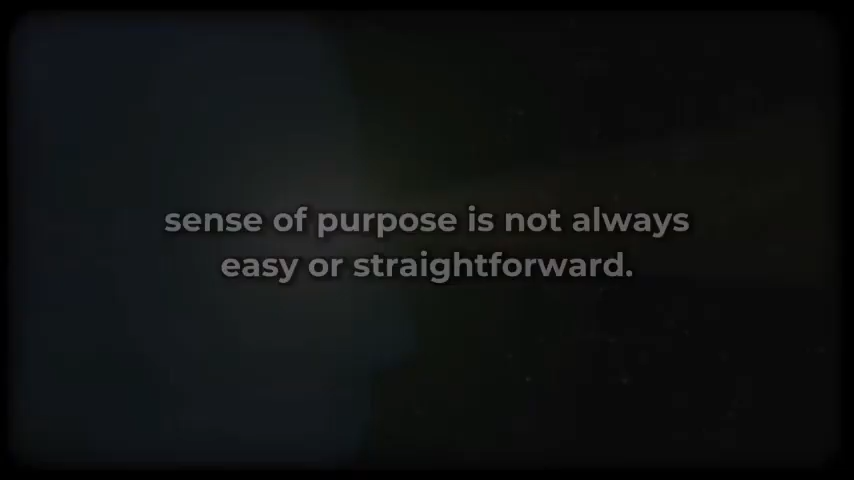 sense of purpose is not always
easy or straightforward.